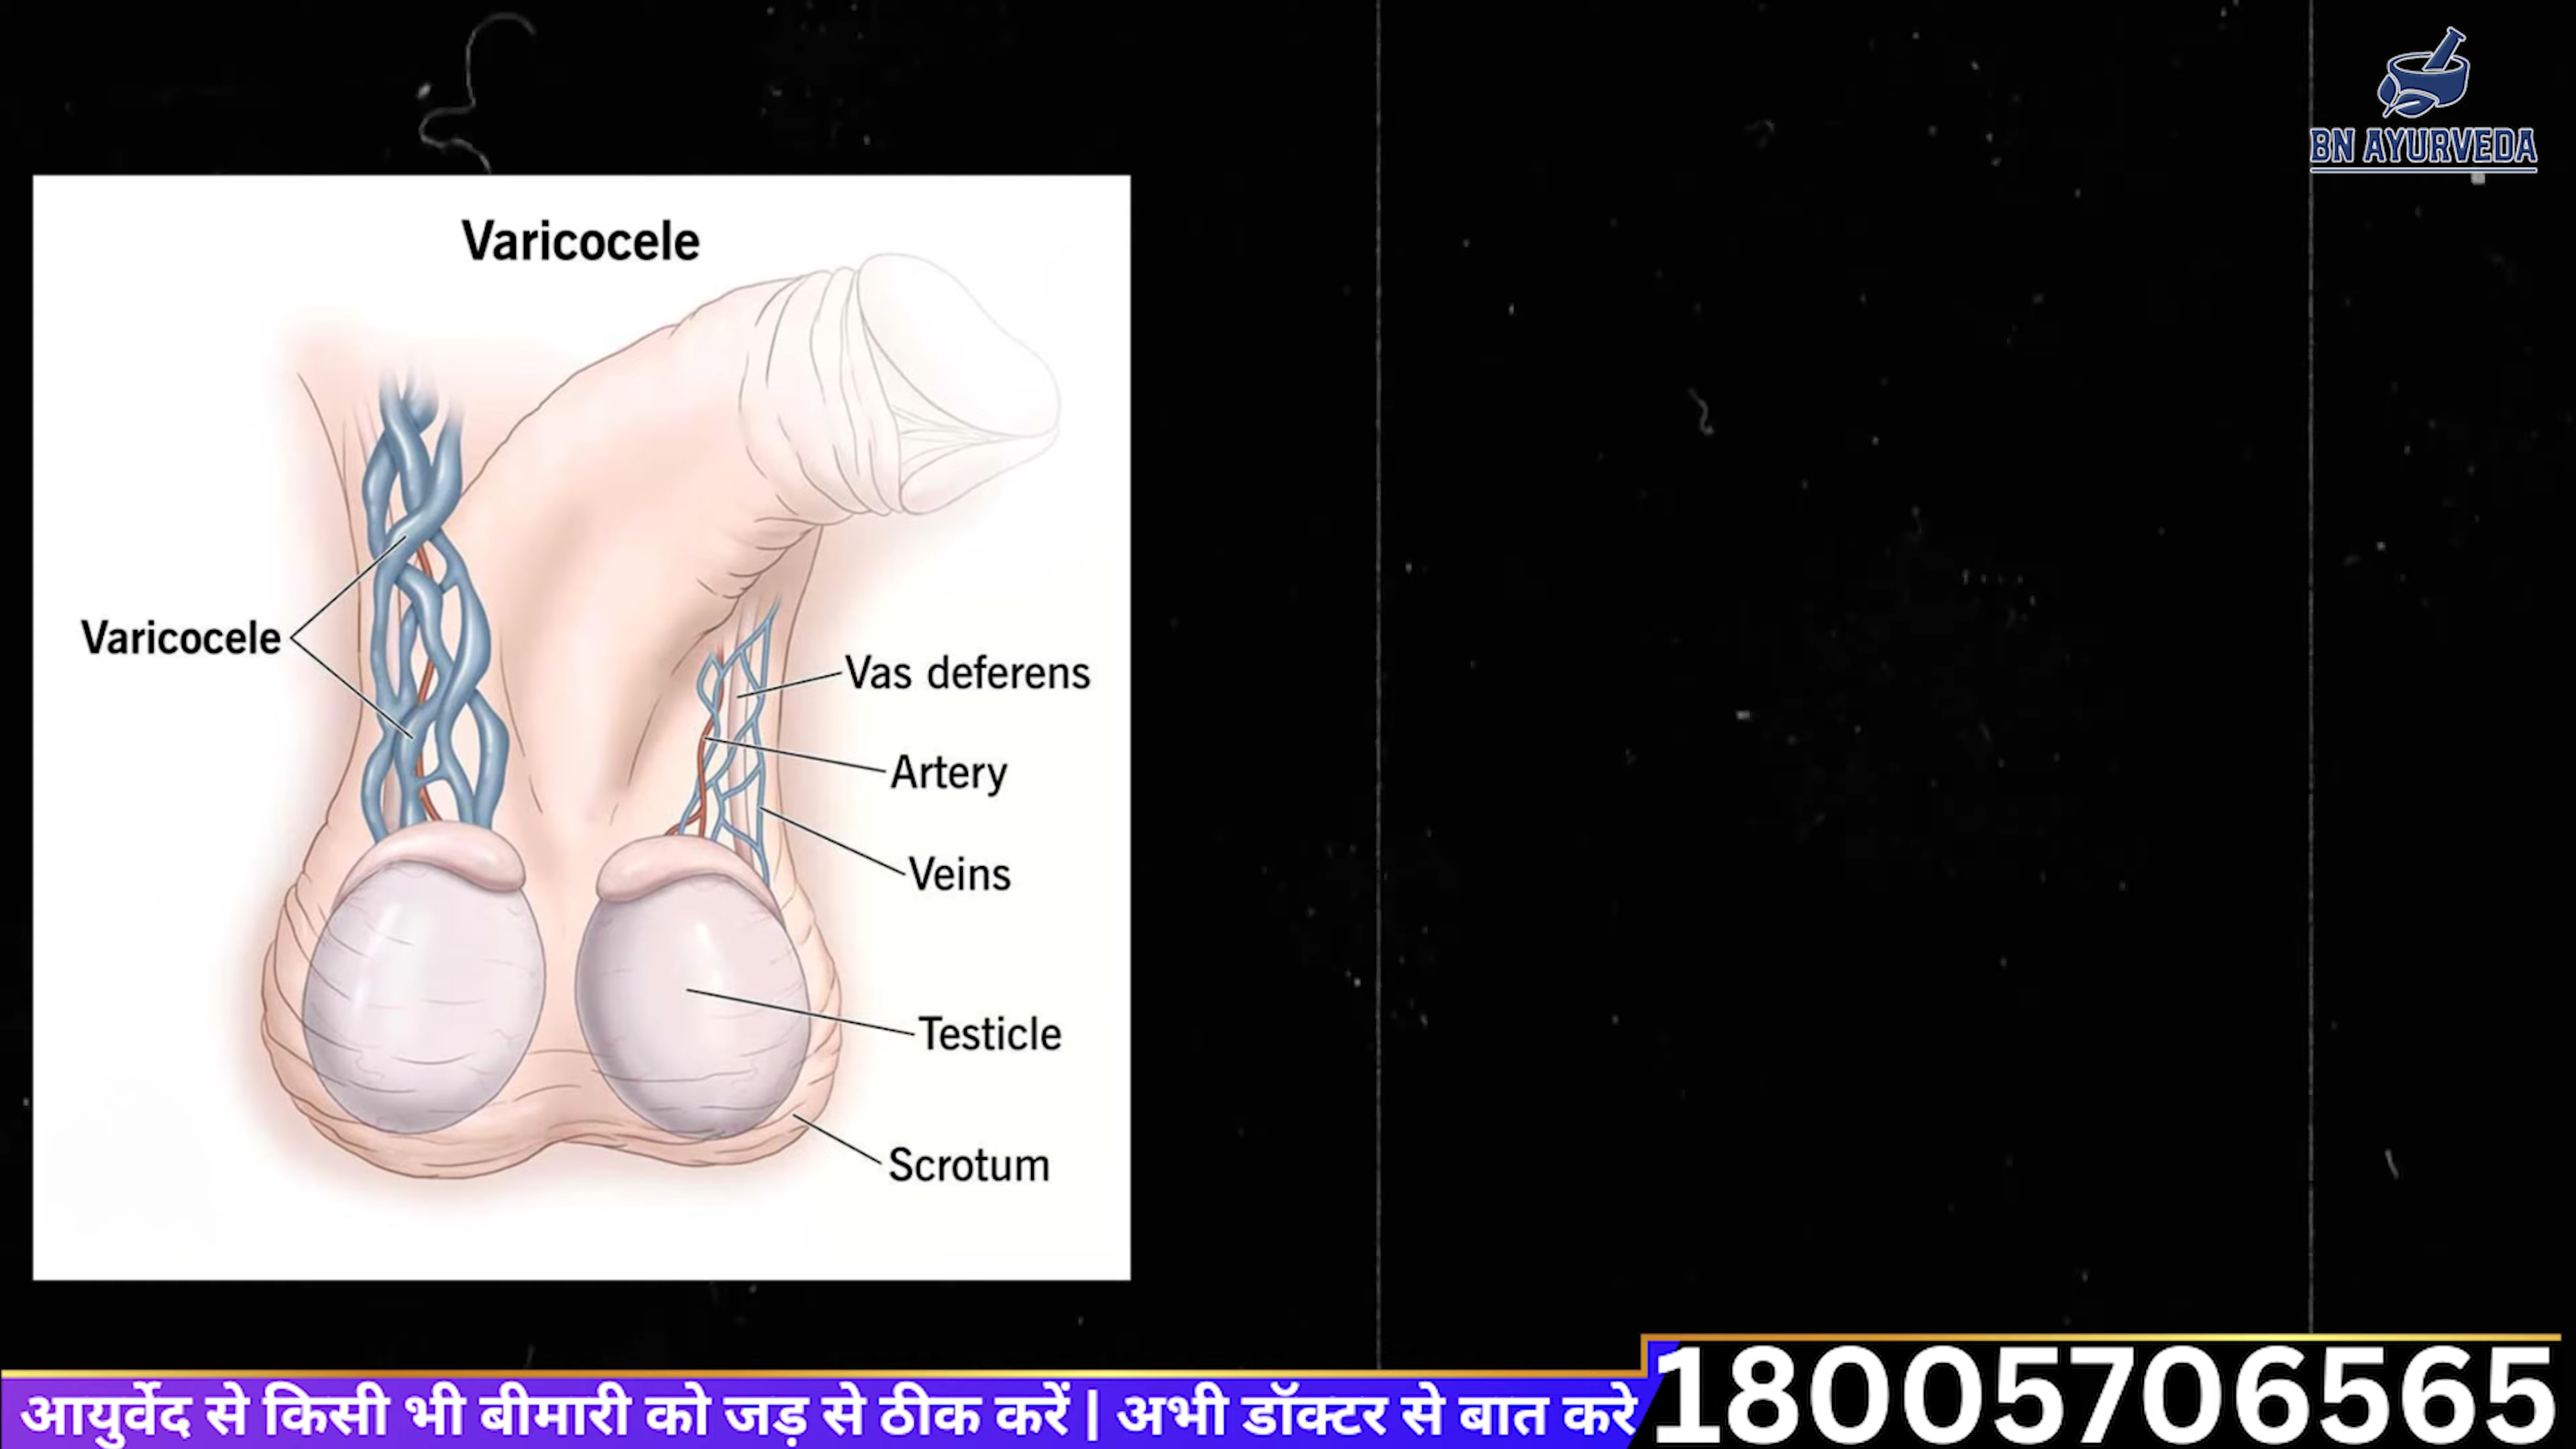 BN AYURVEDA
Varicocele
Varicocele
Vas deferens
Artery
Veins
Testicle
Scrotum
आयुर्वेद से किसी भी बीमारी को जड़ से ठीक करें | अभी डॉक्टर से बात करे
18005706565